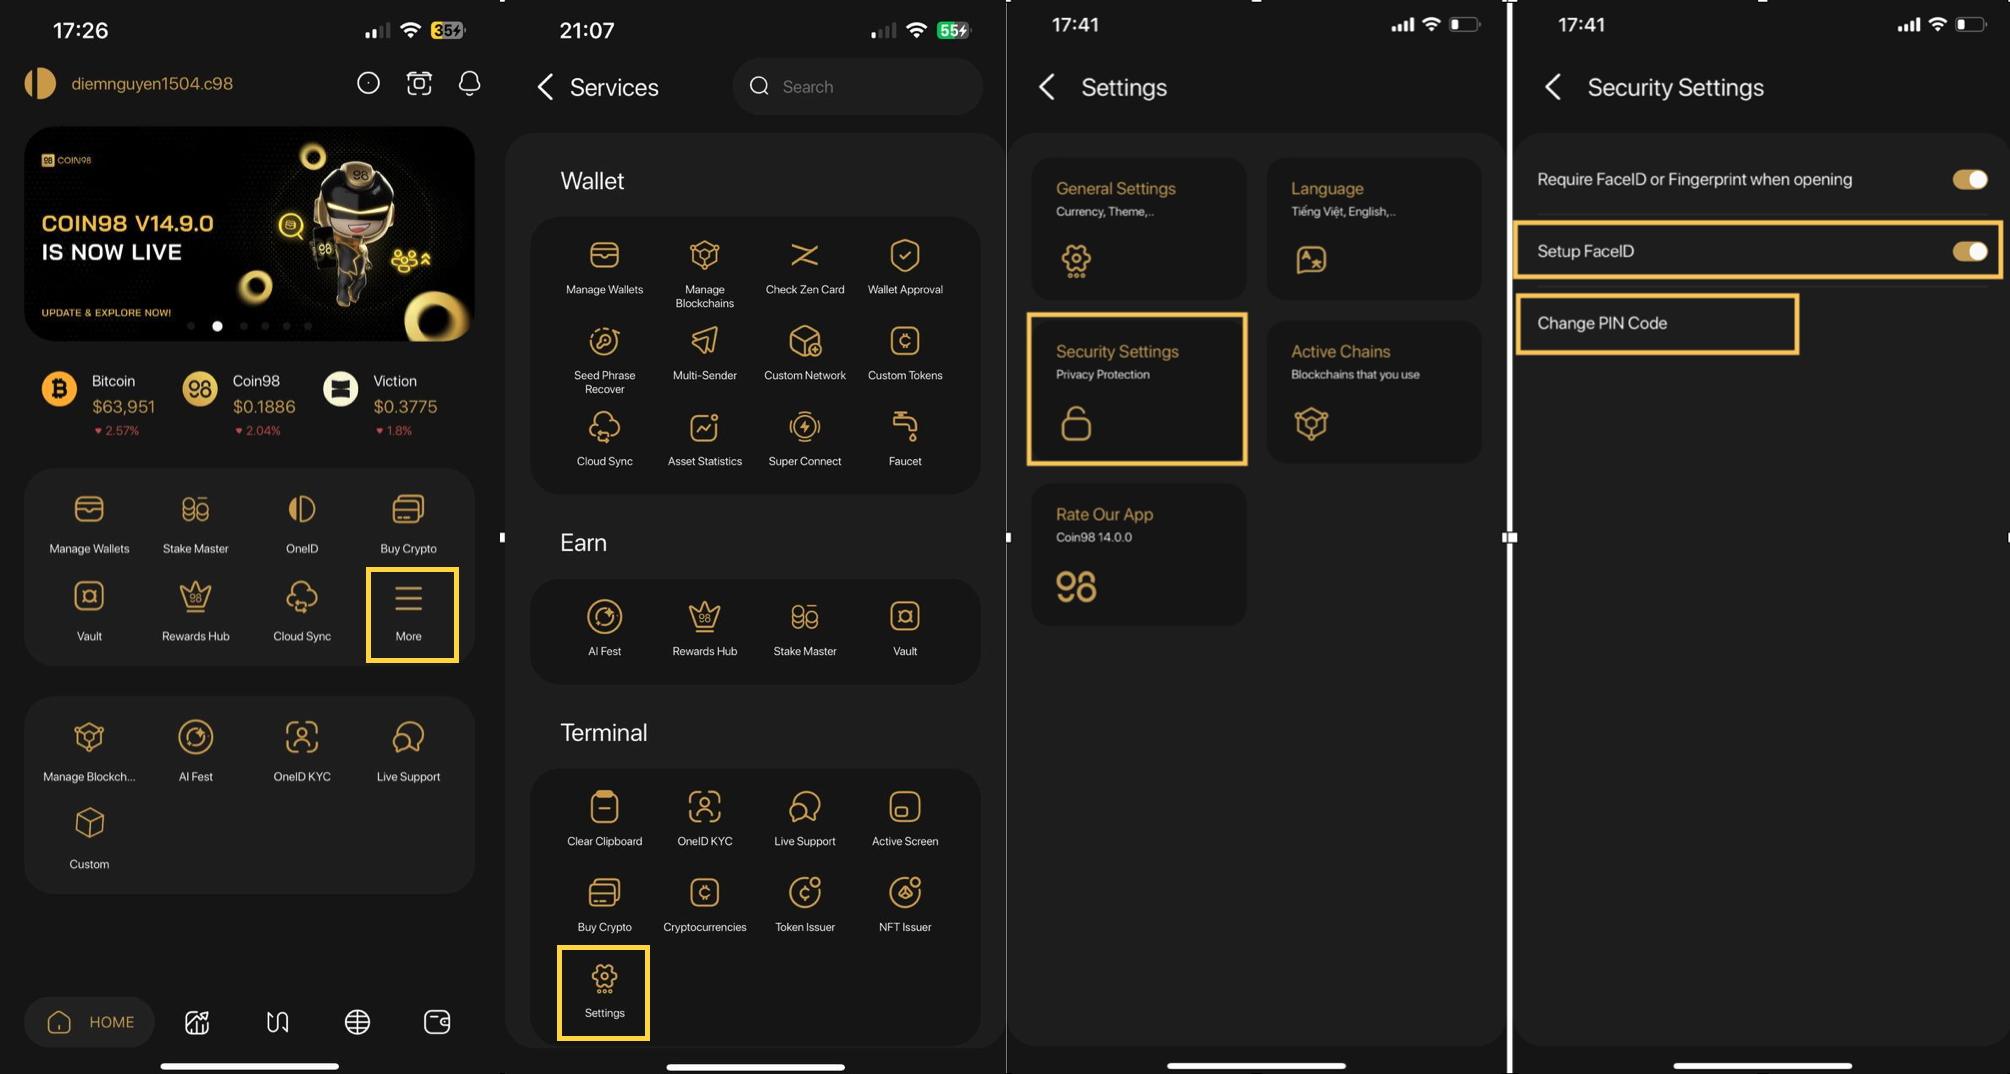 17:26
35
diemnguyen1504.c98
98 COIN98
COIN98 V14.9.0
IS NOW LIVE
UPDATE & EXPLORE NOW!
Bitcoin
$63,951
2.57%
Coin98
$0.1886
2.04%
Viction
$0.3775
1.8%
Manage Wallets
Stake Master
OneID
Buy Crypto
Vault
Rewards Hub
Cloud Sync
More
Manage Blockch...
AI Fest
OneID KYC
Live Support
Custom
HOME
21:07
55
Services
Search
Wallet
Manage Wallets
Manage
Blockchains
Check Zen Card
Wallet Approval
Seed Phrase
Recover
Multi-Sender
Custom Network
Custom Tokens
Cloud Sync
Asset Statistics
Super Connect
Faucet
Earn
AI Fest
Rewards Hub
Stake Master
Vault
Terminal
Clear Clipboard
OneID KYC
Live Support
Active Screen
Buy Crypto
Cryptocurrencies
Token Issuer
NFT Issuer
Settings
17:41
Settings
General Settings
Currency, Theme,..
Language
Tiếng Việt, English,..
Security Settings
Privacy Protection
Active Chains
Blockchains that you use
Rate Our App
Coin98 14.0.0
98
17:41
Security Settings
Require FaceID or Fingerprint when opening
Setup FaceID
Change PIN Code